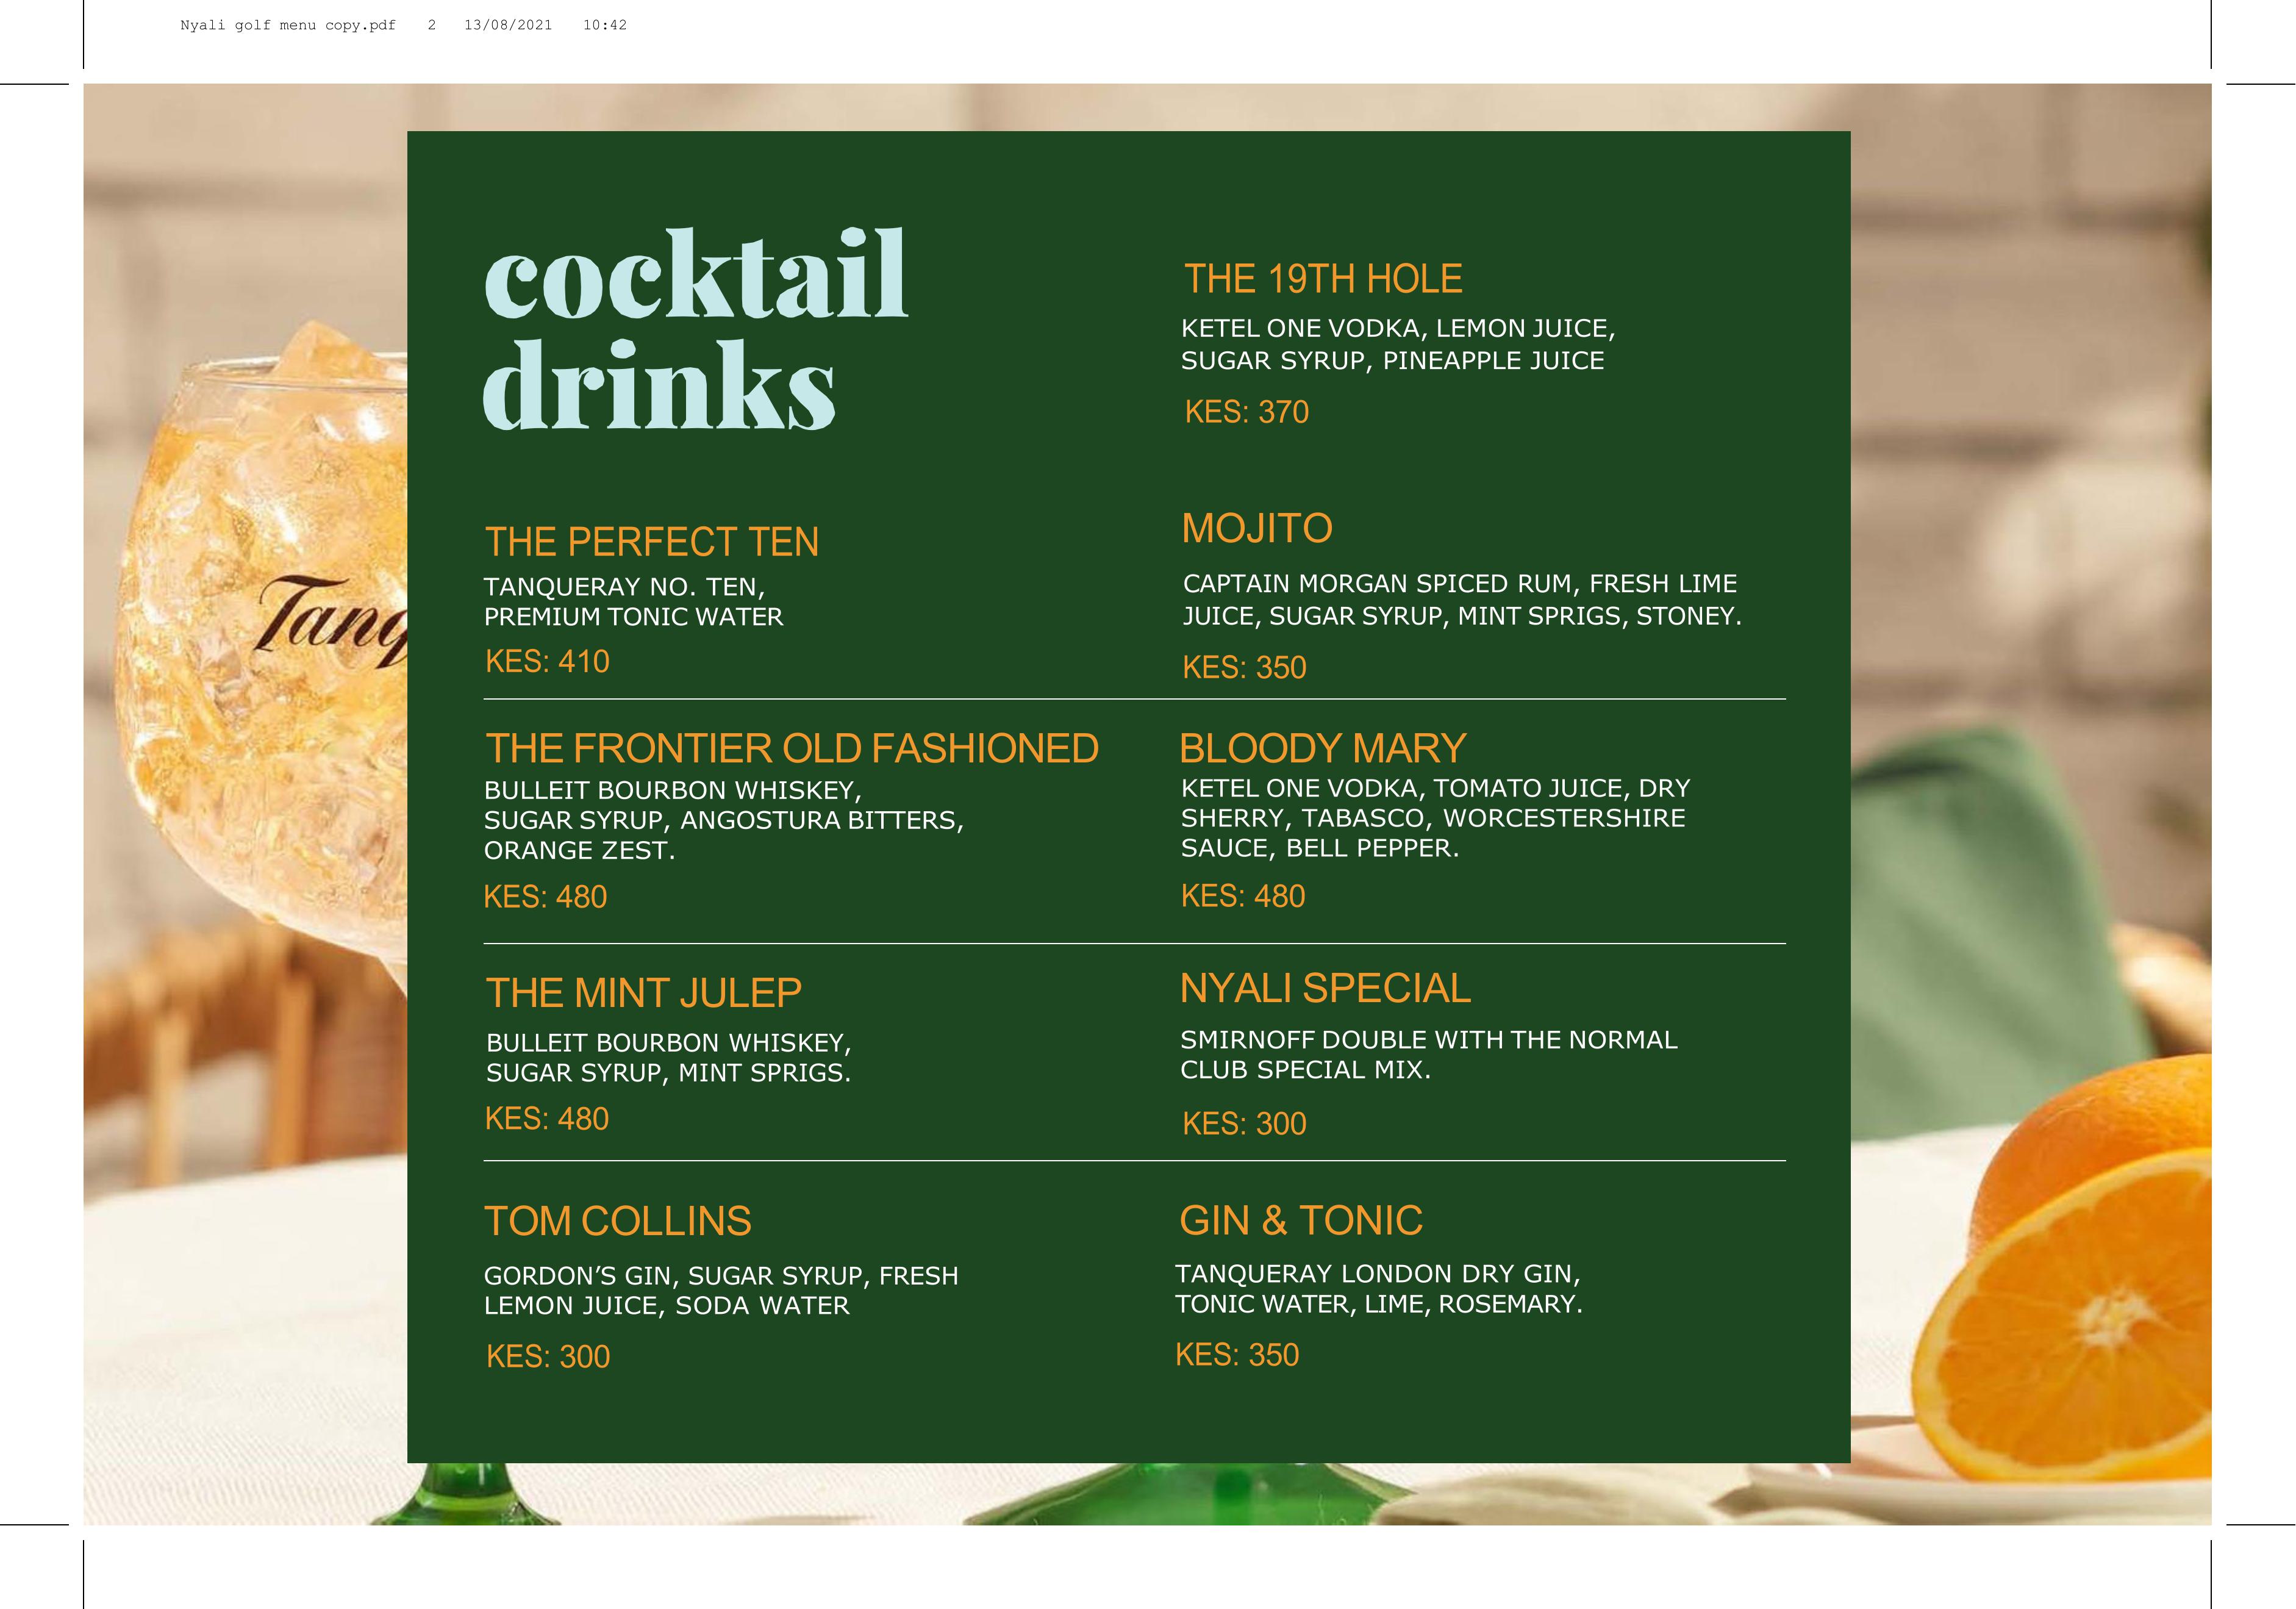 Nyali golf menu copy.pdf 2 13/08/2021 10:42
cocktail
drinks
THE PERFECT TEN
TANQUERAY NO. TEN,
PREMIUM TONIC WATER
KES: 410
THE FRONTIER OLD FASHIONED
BULLEIT BOURBON WHISKEY,
SUGAR SYRUP, ANGOSTURA BITTERS,
ORANGE ZEST.
KES: 480
THE MINT JULEP
BULLEIT BOURBON WHISKEY,
SUGAR SYRUP, MINT SPRIGS.
KES: 480
TOM COLLINS
GORDON’S GIN, SUGAR SYRUP, FRESH
LEMON JUICE, SODA WATER
KES: 300
THE 19TH HOLE
KETEL ONE VODKA, LEMON JUICE,
SUGAR SYRUP, PINEAPPLE JUICE
KES: 370
MOJITO
CAPTAIN MORGAN SPICED RUM, FRESH LIME
JUICE, SUGAR SYRUP, MINT SPRIGS, STONEY.
KES: 350
BLOODY MARY
KETEL ONE VODKA, TOMATO JUICE, DRY
SHERRY, TABASCO, WORCESTERSHIRE
SAUCE, BELL PEPPER.
KES: 480
NYALI SPECIAL
SMIRNOFF DOUBLE WITH THE NORMAL
CLUB SPECIAL MIX.
KES: 300
GIN & TONIC
TANQUERAY LONDON DRY GIN,
TONIC WATER, LIME, ROSEMARY.
KES: 350
Tanq